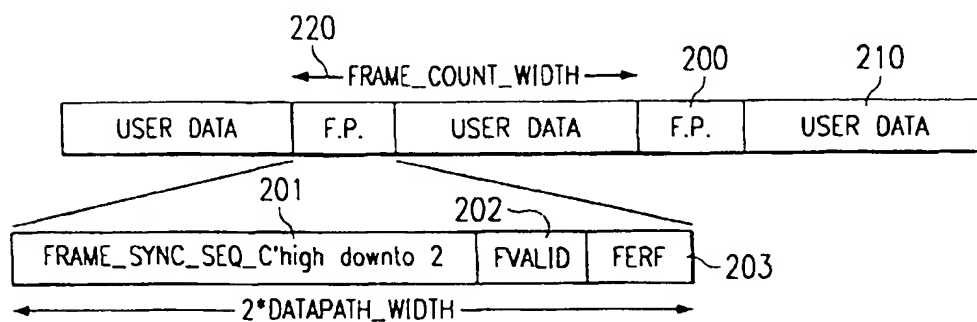 220
FRAME_COUNT_WIDTH
200
210
USER DATA F.P. USER DATA F.P. USER DATA
201
202
FRAME_SYNC_SEQ_C'high downto 2 FVALID FERF
203
2*DATAPATH_WIDTH